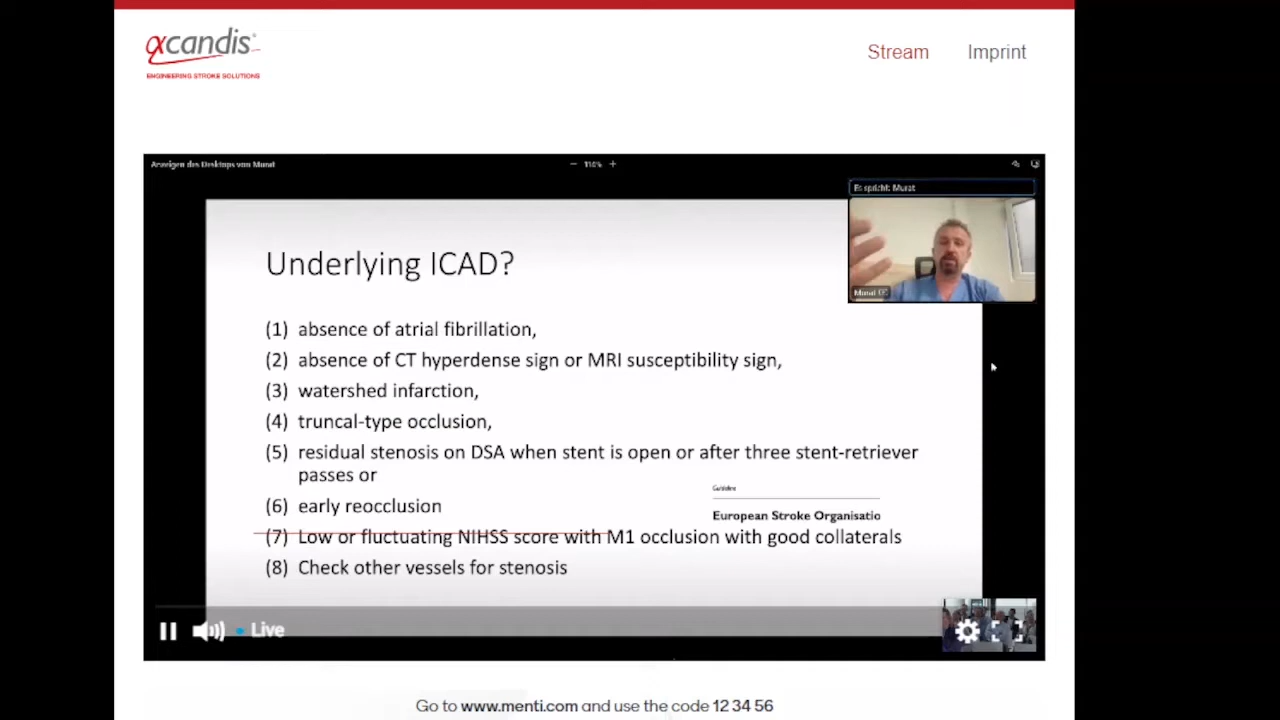 acandis®
ENGINEERING STROKE SOLUTIONS
Stream
Imprint
Anzeigen des Desktops von Murat
— 114% +
Es spricht: Murat
Murat
Underlying ICAD?
(1) absence of atrial fibrillation,
(2) absence of CT hyperdense sign or MRI susceptibility sign,
(3) watershed infarction,
(4) truncal-type occlusion,
(5) residual stenosis on DSA when stent is open or after three stent-retriever
passes or
Guideline
(6) early reocclusion
European Stroke Organisatio
(7) Low or fluctuating NIHSS score with M1 occlusion with good collaterals
(8) Check other vessels for stenosis
Live
Go to www.menti.com and use the code 12 34 56